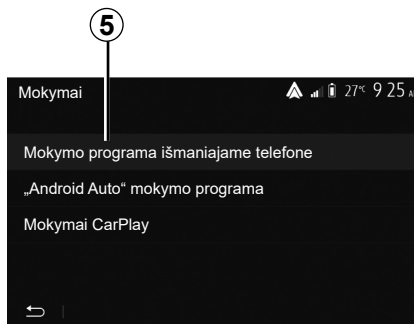 5
Mokymai 27°C 9 25
Mokymo programa išmaniajame telefone
„Android Auto“ mokymo programa
Mokymai CarPlay